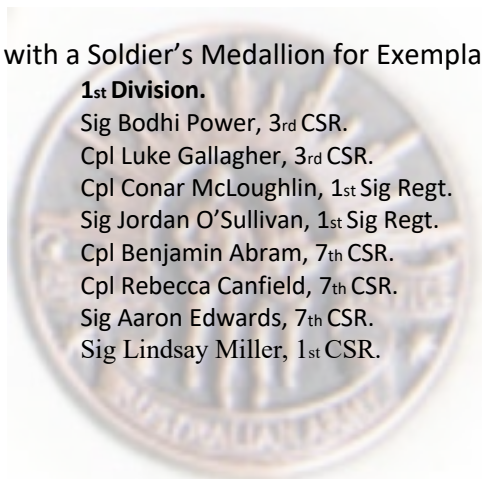 with a Soldier’s Medallion for Exempla
1st Division.
Sig Bodhi Power, 3rd CSR.
Cpl Luke Gallagher, 3rd CSR.
Cpl Conar McLoughlin, 1st Sig Regt.
Sig Jordan O’Sullivan, 1st Sig Regt.
Cpl Benjamin Abram, 7th CSR.
Cpl Rebecca Canfield, 7th CSR.
Sig Aaron Edwards, 7th CSR.
Sig Lindsay Miller, 1st CSR.
AUSTRALIAN ARMY